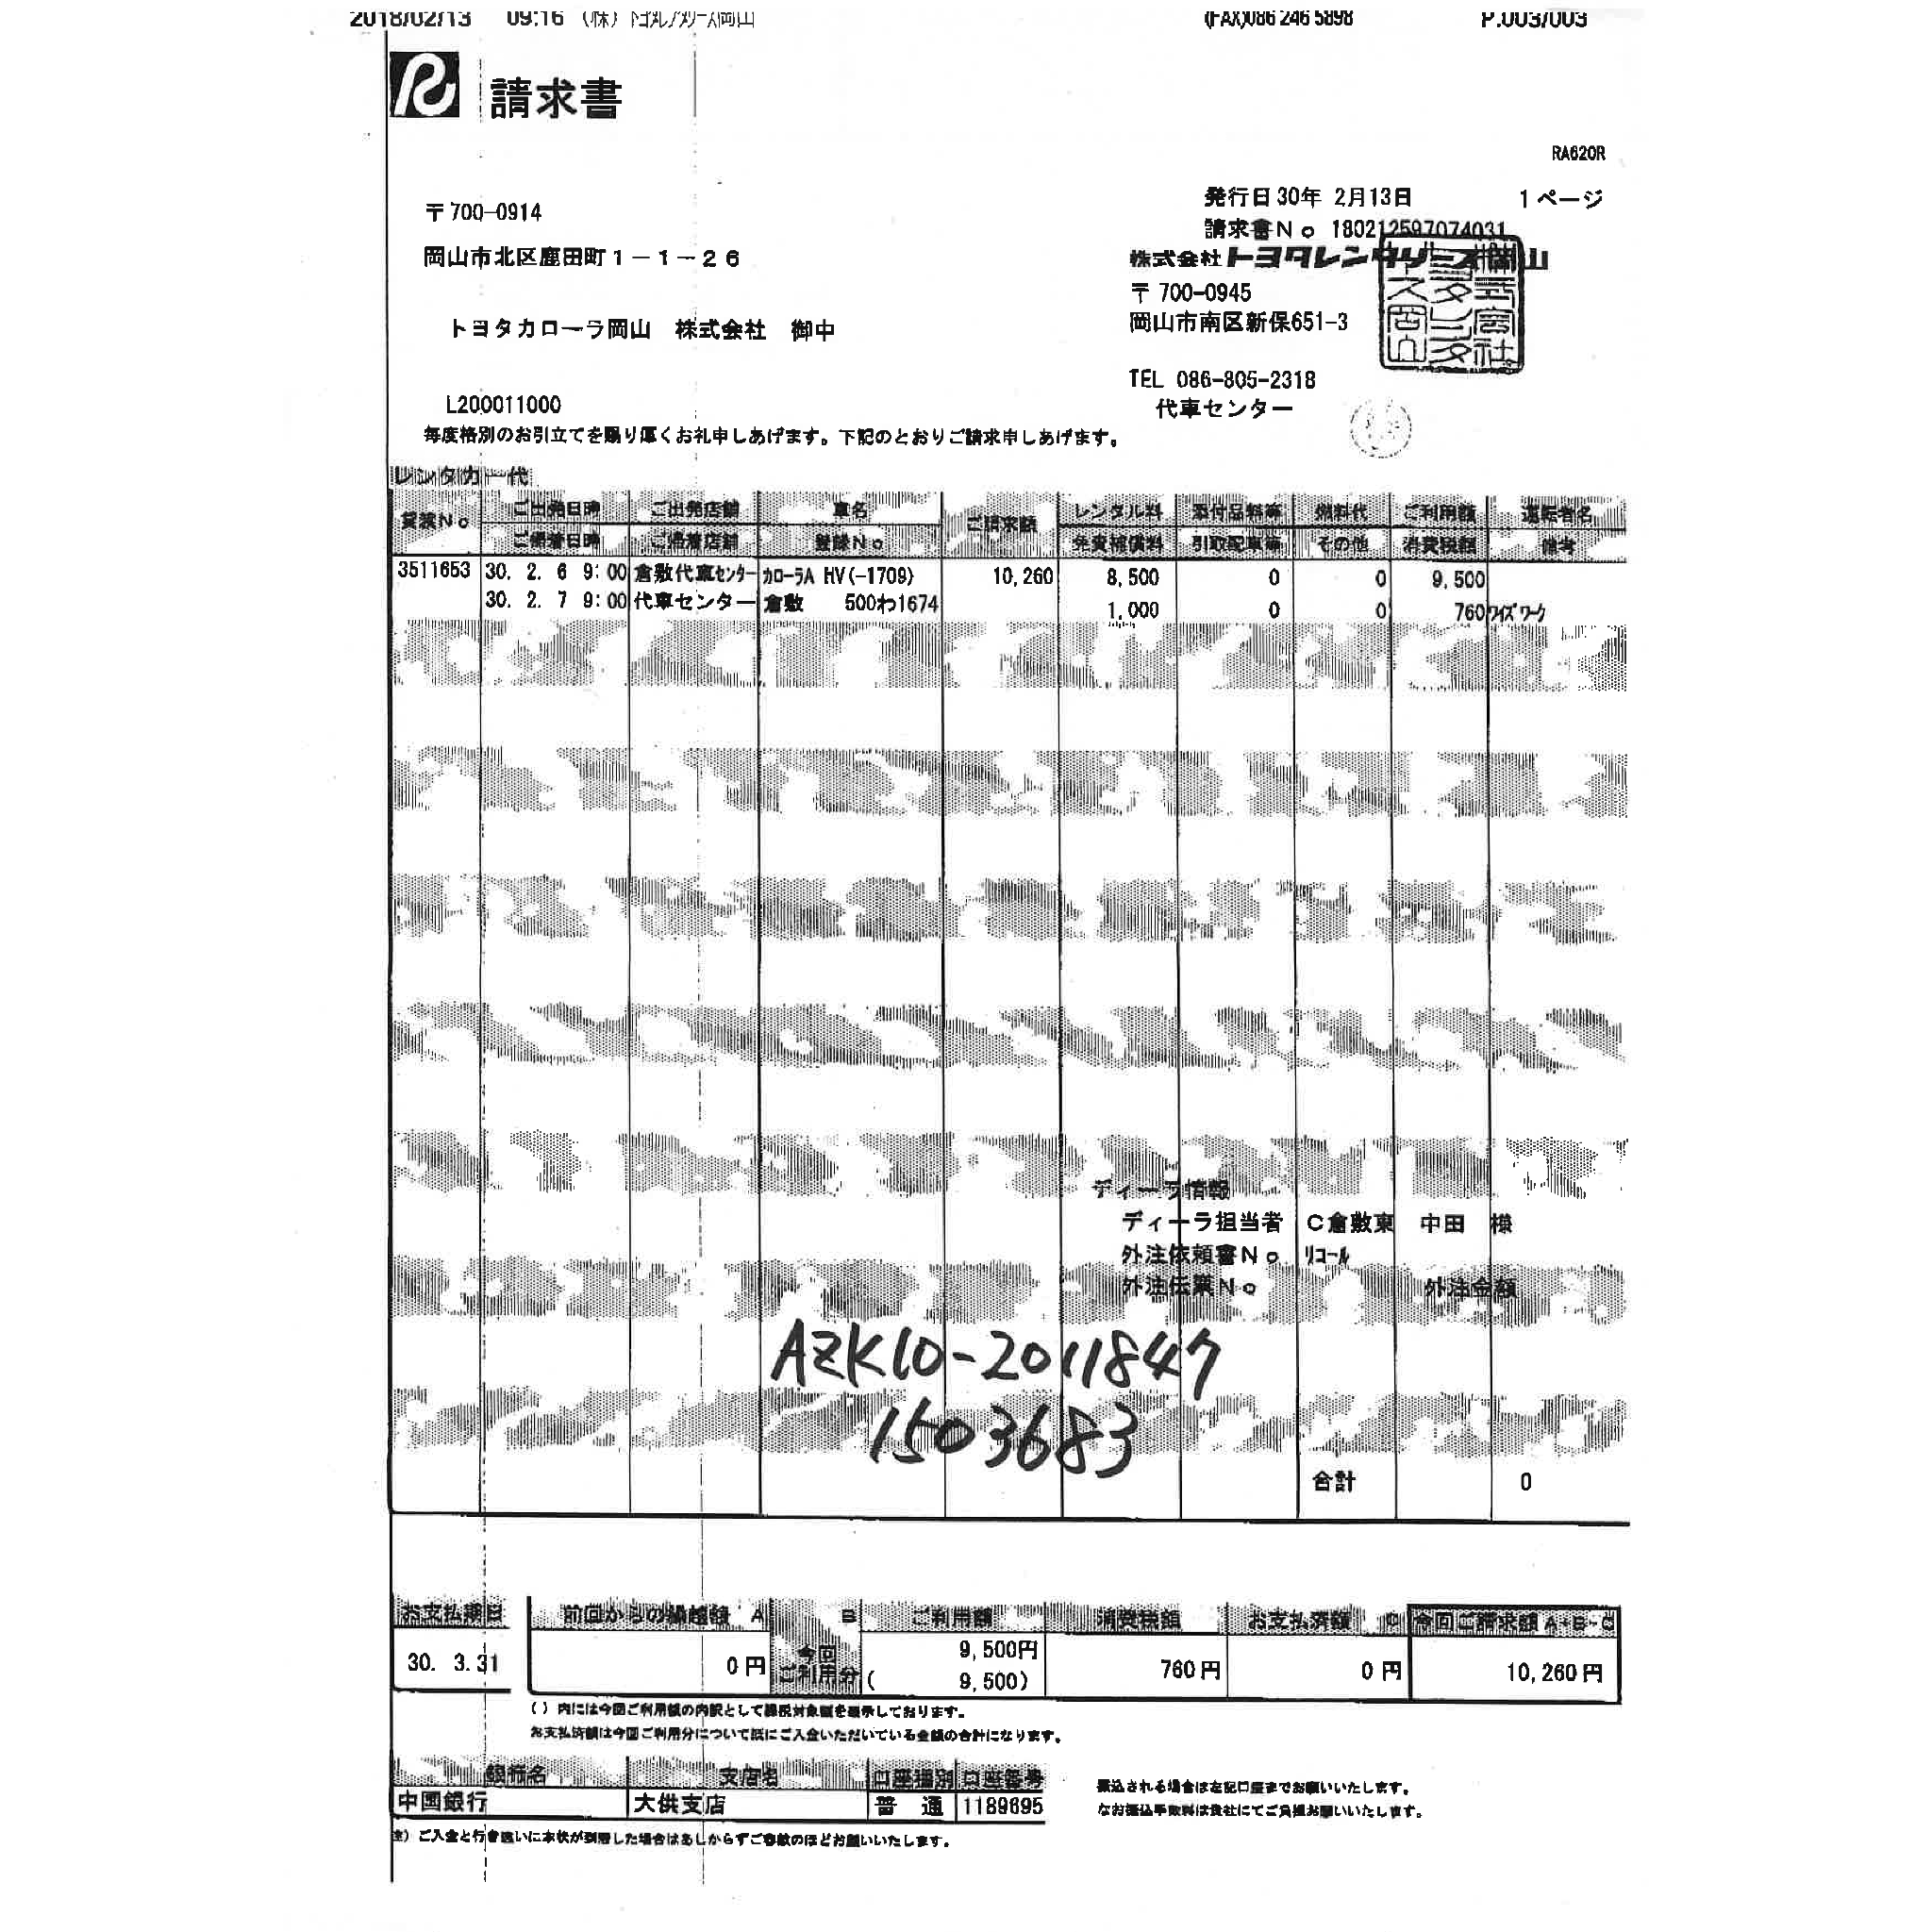 2018/02/13 09:16 (株)トヨタレンタリース岡山 (FAX)086 246 5898 P.003/003
請求書
RA620R
発行日30年 2月13日 1ページ
請求書No 180212597074031
〒700-0914
岡山市北区鹿田町1-1-26
株式会社トヨタレンタリース岡山
〒700-0945
岡山市南区新保651-3
トヨタカローラ岡山 株式会社 御中
TEL 086-805-2318
代車センター
L200011000
毎度格別のお引立てを賜り厚くお礼申しあげます。下記のとおりご請求申しあげます。
レンタカー代
貸渡No ご出発日時 ご出発店舗 車名 ご請求額 レンタル料 添付品料等 燃料代 ご利用額 運転者名
ご帰着日時 ご帰着店舗 登録No 免責補償料 引取配車等 その他 消費税額 備考
3511653 30. 2. 6 9:00 倉敷代車センター カローラA HV(-1709) 10,260 8,500 0 0 9,500
30. 2. 7 9:00 代車センター 倉敷 500わ1674 1,000 0 0 760 ワイズワーク
ディーラ情報
ディーラ担当者 C倉敷東 中田 様
外注依頼書No リコール
外注伝票No 外注金額
AZK10-2011847
1503683
合計 0
お支払期日 前回からの繰越額 A 今回ご利用分 B ご利用額 消費税額 お支払済額 C 今回ご請求額 A+B-C
30. 3.31 0円 9,500円 760円 0円 10,260円
( 9,500)
( )内には今回ご利用額の内訳として課税対象額を表示しております。
お支払済額は今回ご利用分について既にご入金いただいている金額の合計になります。
銀行名 支店名 口座種別 口座番号
中國銀行 大供支店 普通 1189695
振込される場合は左記口座までお願いいたします。
なお振込手数料は貴社にてご負担お願いいたします。
注)ご入金と行き違いに本状が到着した場合はあしからずご容赦のほどお願いいたします。